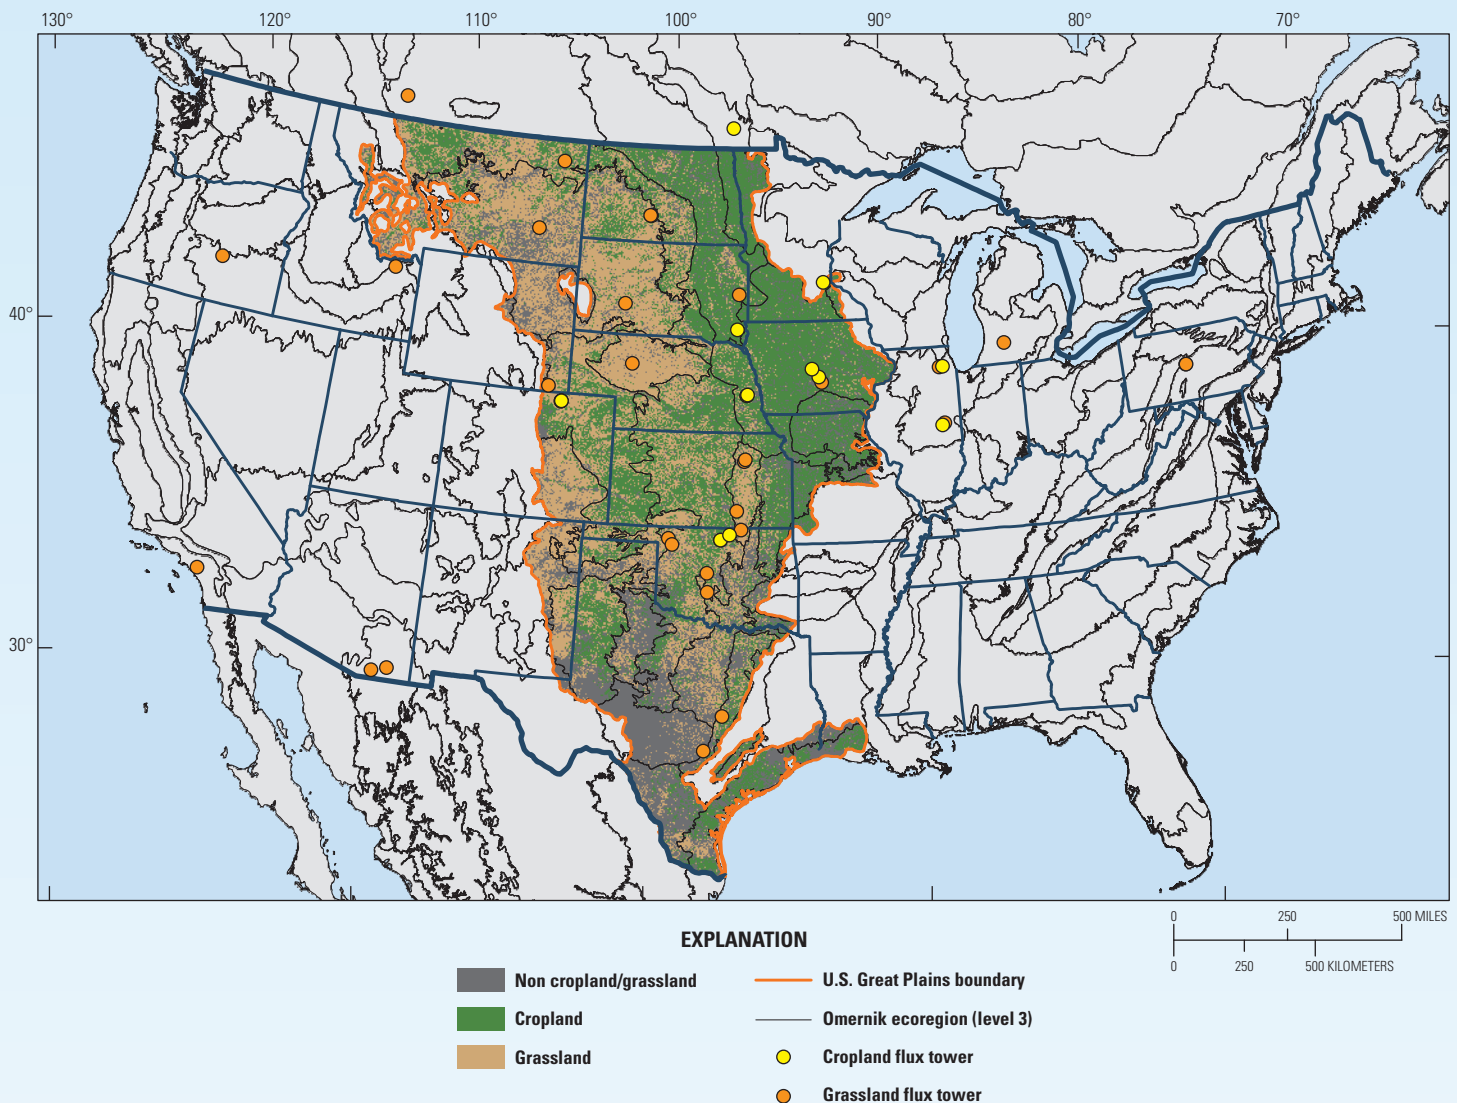 130° 120° 110° 100° 90° 80° 70°
40°
30°
0 250 500 MILES
0 250 500 KILOMETERS
EXPLANATION
Non cropland/grassland
Cropland
Grassland
U.S. Great Plains boundary
Omernik ecoregion (level 3)
Cropland flux tower
Grassland flux tower